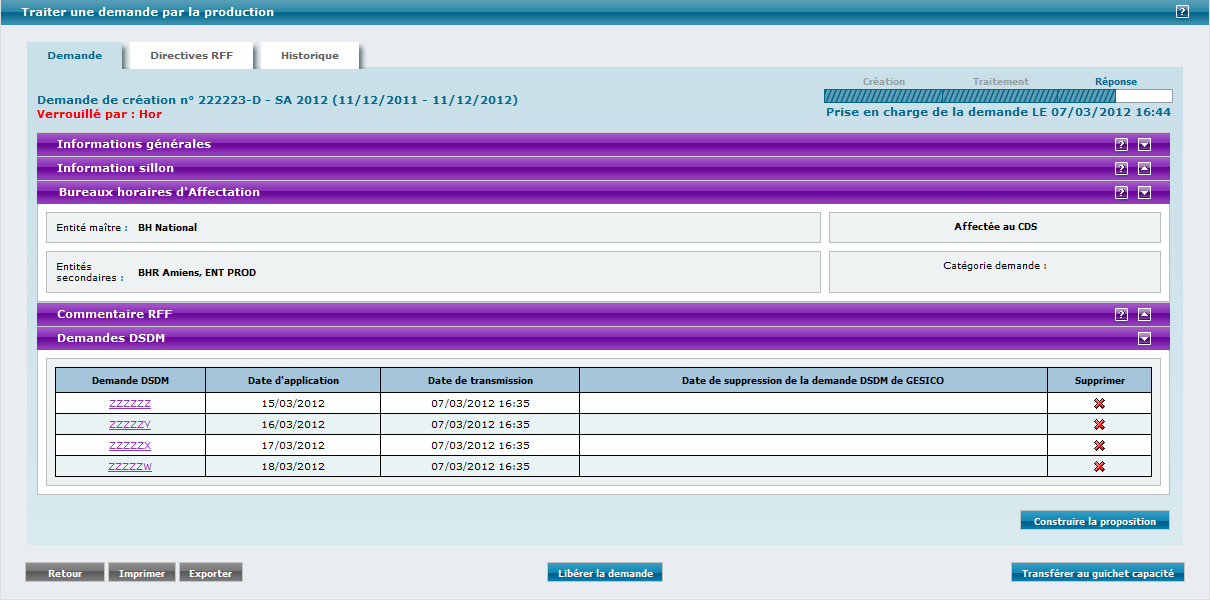 Traiter une demande par la production
?
Demande Directives RFF Historique
Création Traitement Réponse
Demande de création n° 222223-D - SA 2012 (11/12/2011 - 11/12/2012)
Verrouillé par : Hor
Prise en charge de la demande LE 07/03/2012 16:44
Informations générales ?
Information sillon ?
Bureaux horaires d'Affectation ?
Entité maître : BH National
Affectée au CDS
Entités
secondaires : BHR Amiens, ENT PROD
Catégorie demande :
Commentaire RFF ?
Demandes DSDM
Demande DSDM Date d'application Date de transmission Date de suppression de la demande DSDM de GESICO Supprimer
ZZZZZZ 15/03/2012 07/03/2012 16:35
ZZZZZY 16/03/2012 07/03/2012 16:35
ZZZZZX 17/03/2012 07/03/2012 16:35
ZZZZZW 18/03/2012 07/03/2012 16:35
Construire la proposition
Retour Imprimer Exporter Libérer la demande Transférer au guichet capacité